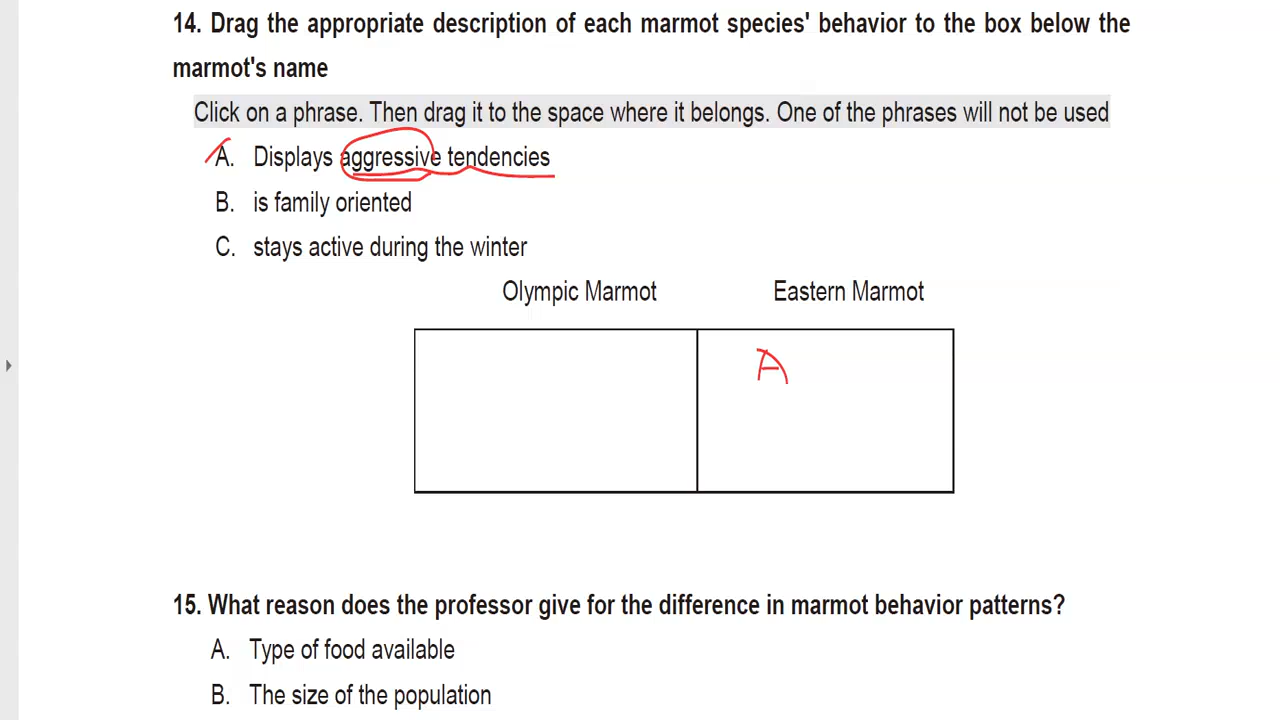 14. Drag the appropriate description of each marmot species' behavior to the box below the
marmot's name
Click on a phrase. Then drag it to the space where it belongs. One of the phrases will not be used
A. Displays aggressive tendencies
B. is family oriented
C. stays active during the winter
Olympic Marmot Eastern Marmot
A
15. What reason does the professor give for the difference in marmot behavior patterns?
A. Type of food available
B. The size of the population